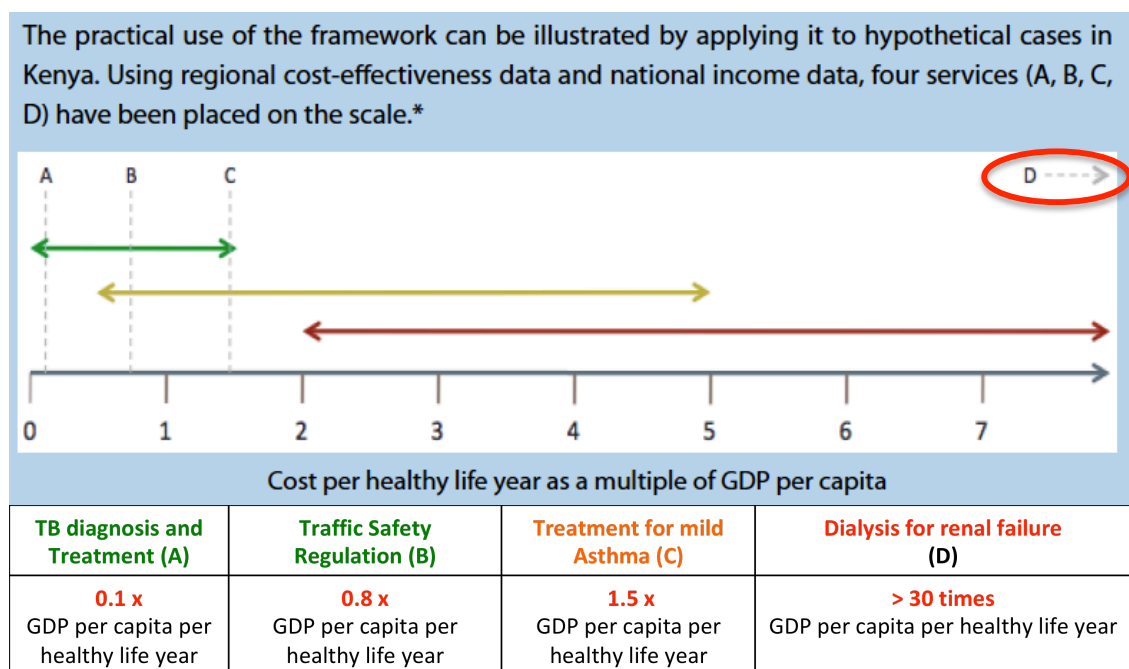 The practical use of the framework can be illustrated by applying it to hypothetical cases in
Kenya. Using regional cost-effectiveness data and national income data, four services (A, B, C,
D) have been placed on the scale.*
A B C D
0 1 2 3 4 5 6 7
Cost per healthy life year as a multiple of GDP per capita
TB diagnosis and
Treatment (A)
Traffic Safety
Regulation (B)
Treatment for mild
Asthma (C)
Dialysis for renal failure
(D)
0.1 x
GDP per capita per
healthy life year
0.8 x
GDP per capita per
healthy life year
1.5 x
GDP per capita per
healthy life year
> 30 times
GDP per capita per healthy life year